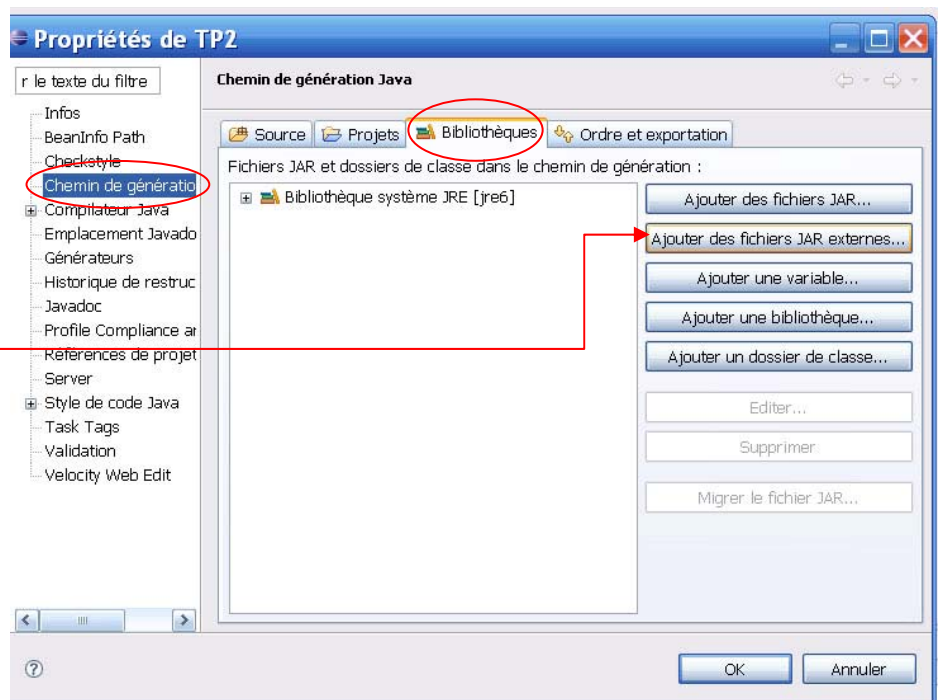 Propriétés de TP2
r le texte du filtre
Infos
BeanInfo Path
Checkstyle
Chemin de génératio
Compilateur Java
Emplacement Javado
Générateurs
Historique de restruc
Javadoc
Profile Compliance ar
Références de projet
Server
Style de code Java
Task Tags
Validation
Velocity Web Edit
Chemin de génération Java
Source Projets Bibliothèques Ordre et exportation
Fichiers JAR et dossiers de classe dans le chemin de génération :
Bibliothèque système JRE [jre6]
Ajouter des fichiers JAR...
Ajouter des fichiers JAR externes...
Ajouter une variable...
Ajouter une bibliothèque...
Ajouter un dossier de classe...
Editer...
Supprimer
Migrer le fichier JAR...
OK Annuler